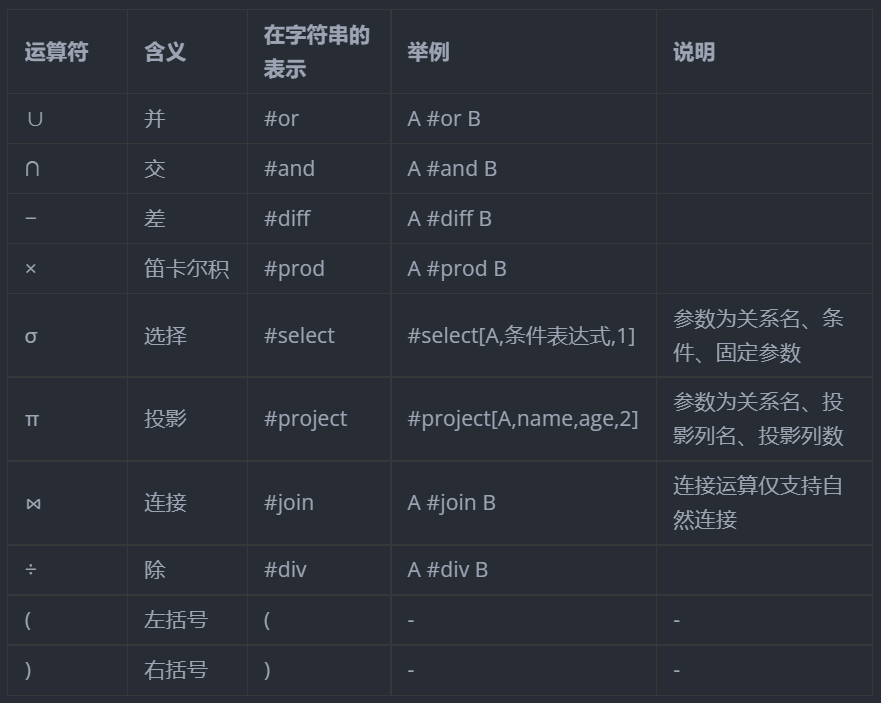 运算符 含义 在字符串的表示 举例 说明
∪ 并 #or A #or B
∩ 交 #and A #and B
− 差 #diff A #diff B
× 笛卡尔积 #prod A #prod B
σ 选择 #select #select[A,条件表达式,1] 参数为关系名、条件、固定参数
π 投影 #project #project[A,name,age,2] 参数为关系名、投影列名、投影列数
⋈ 连接 #join A #join B 连接运算仅支持自然连接
÷ 除 #div A #div B
( 左括号 ( - -
) 右括号 ) - -